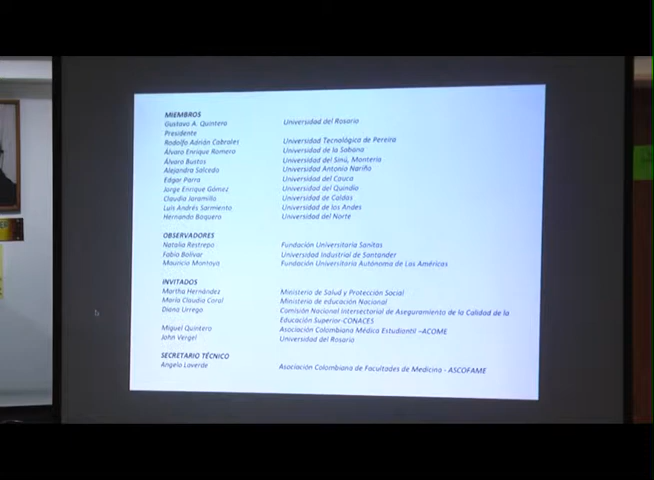 MIEMBROS
Gustavo A. Quintero Universidad del Rosario
Presidente
Rodolfo Adrián Cabrales Universidad Tecnológica de Pereira
Álvaro Enrique Romero Universidad de la Sabana
Álvaro Bustos Universidad del Sinú, Montería
Alejandra Salcedo Universidad Antonio Nariño
Edgar Parra Universidad del Cauca
Jorge Enrique Gómez Universidad del Quindío
Claudia Jaramillo Universidad de Caldas
Luis Andrés Sarmiento Universidad de los Andes
Hernando Baquero Universidad del Norte
OBSERVADORES
Natalia Restrepo Fundación Universitaria Sanitas
Fabio Bolívar Universidad Industrial de Santander
Mauricio Montoya Fundación Universitaria Autónoma de Las Américas
INVITADOS
Martha Hernández Ministerio de Salud y Protección Social
María Claudia Coral Ministerio de educación Nacional
Diana Urrego Comisión Nacional Intersectorial de Aseguramiento de la Calidad de la
Educación Superior-CONACES
Miguel Quintero Asociación Colombiana Médica Estudiantil –ACOME
John Vergel Universidad del Rosario
SECRETARIO TÉCNICO
Angela Laverde Asociación Colombiana de Facultades de Medicina - ASCOFAME